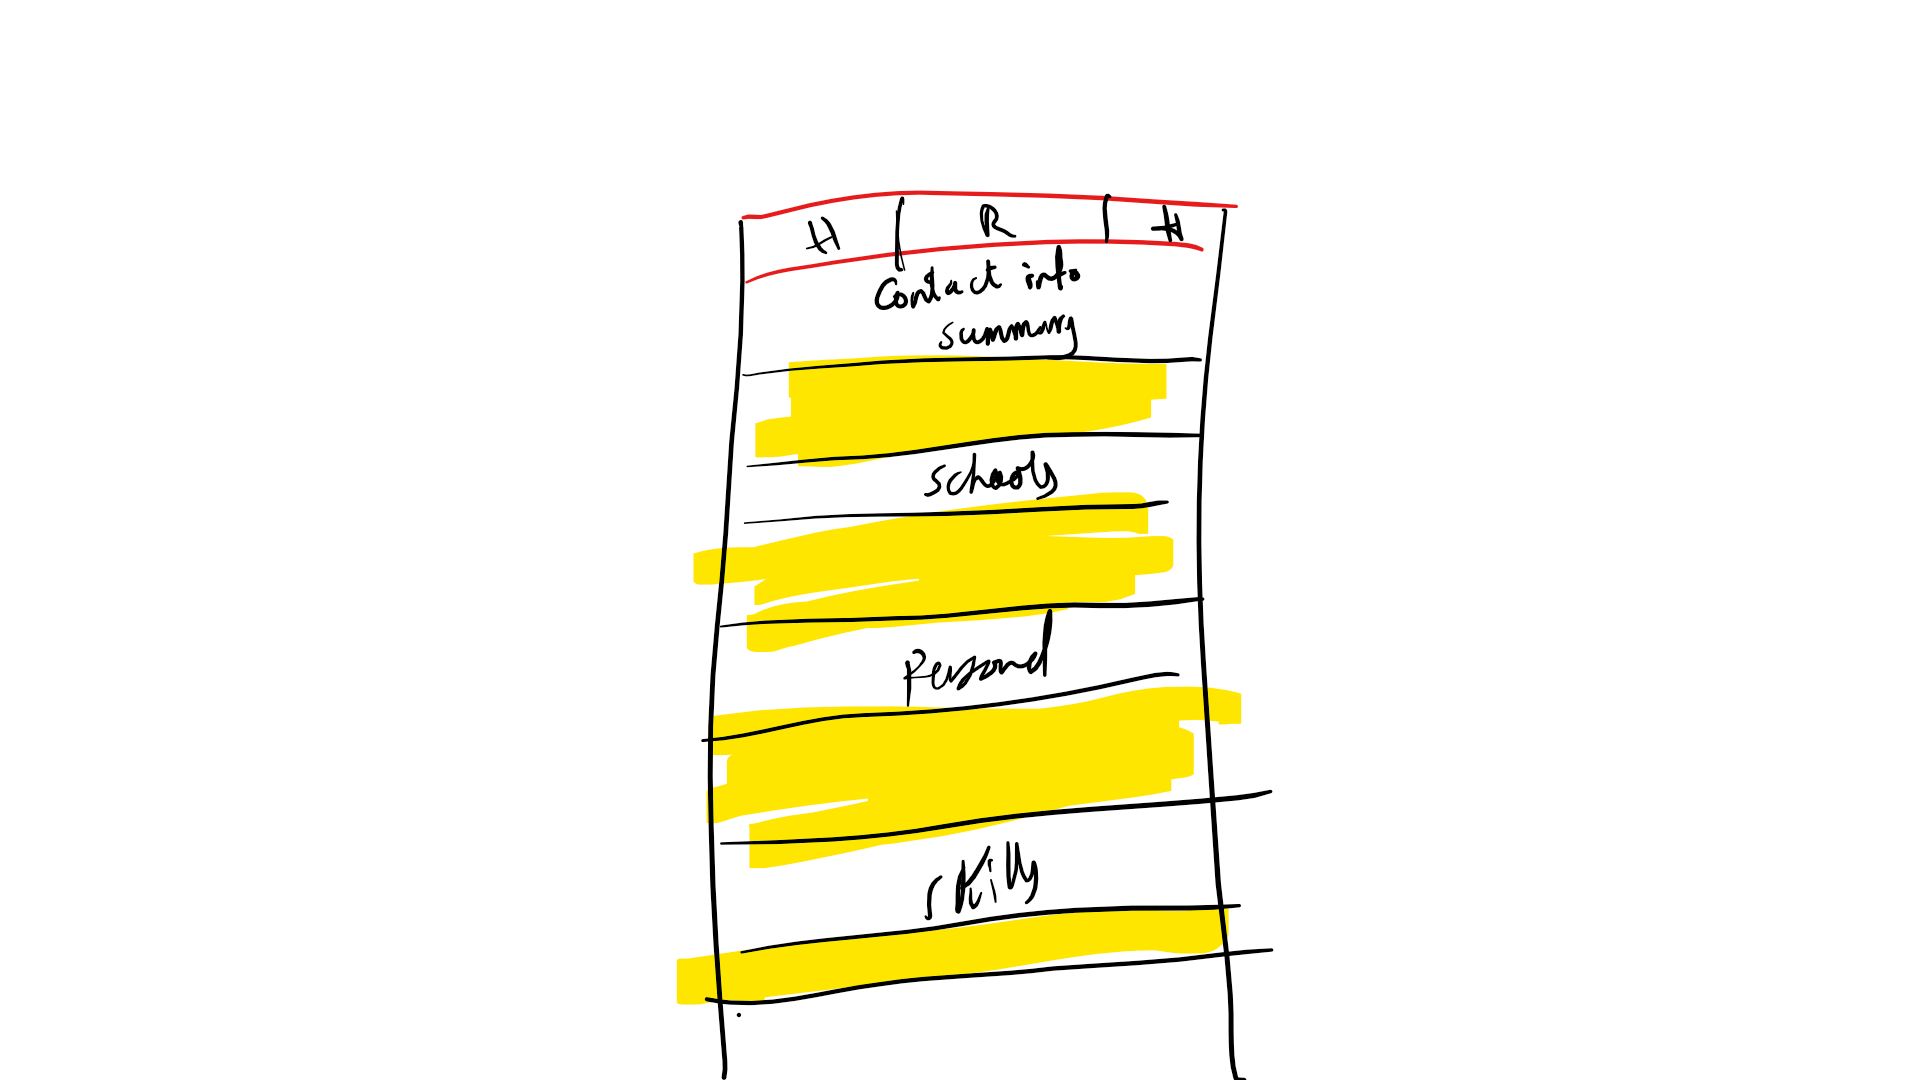 H R H
Contact info
summary
schools
Personal
skills